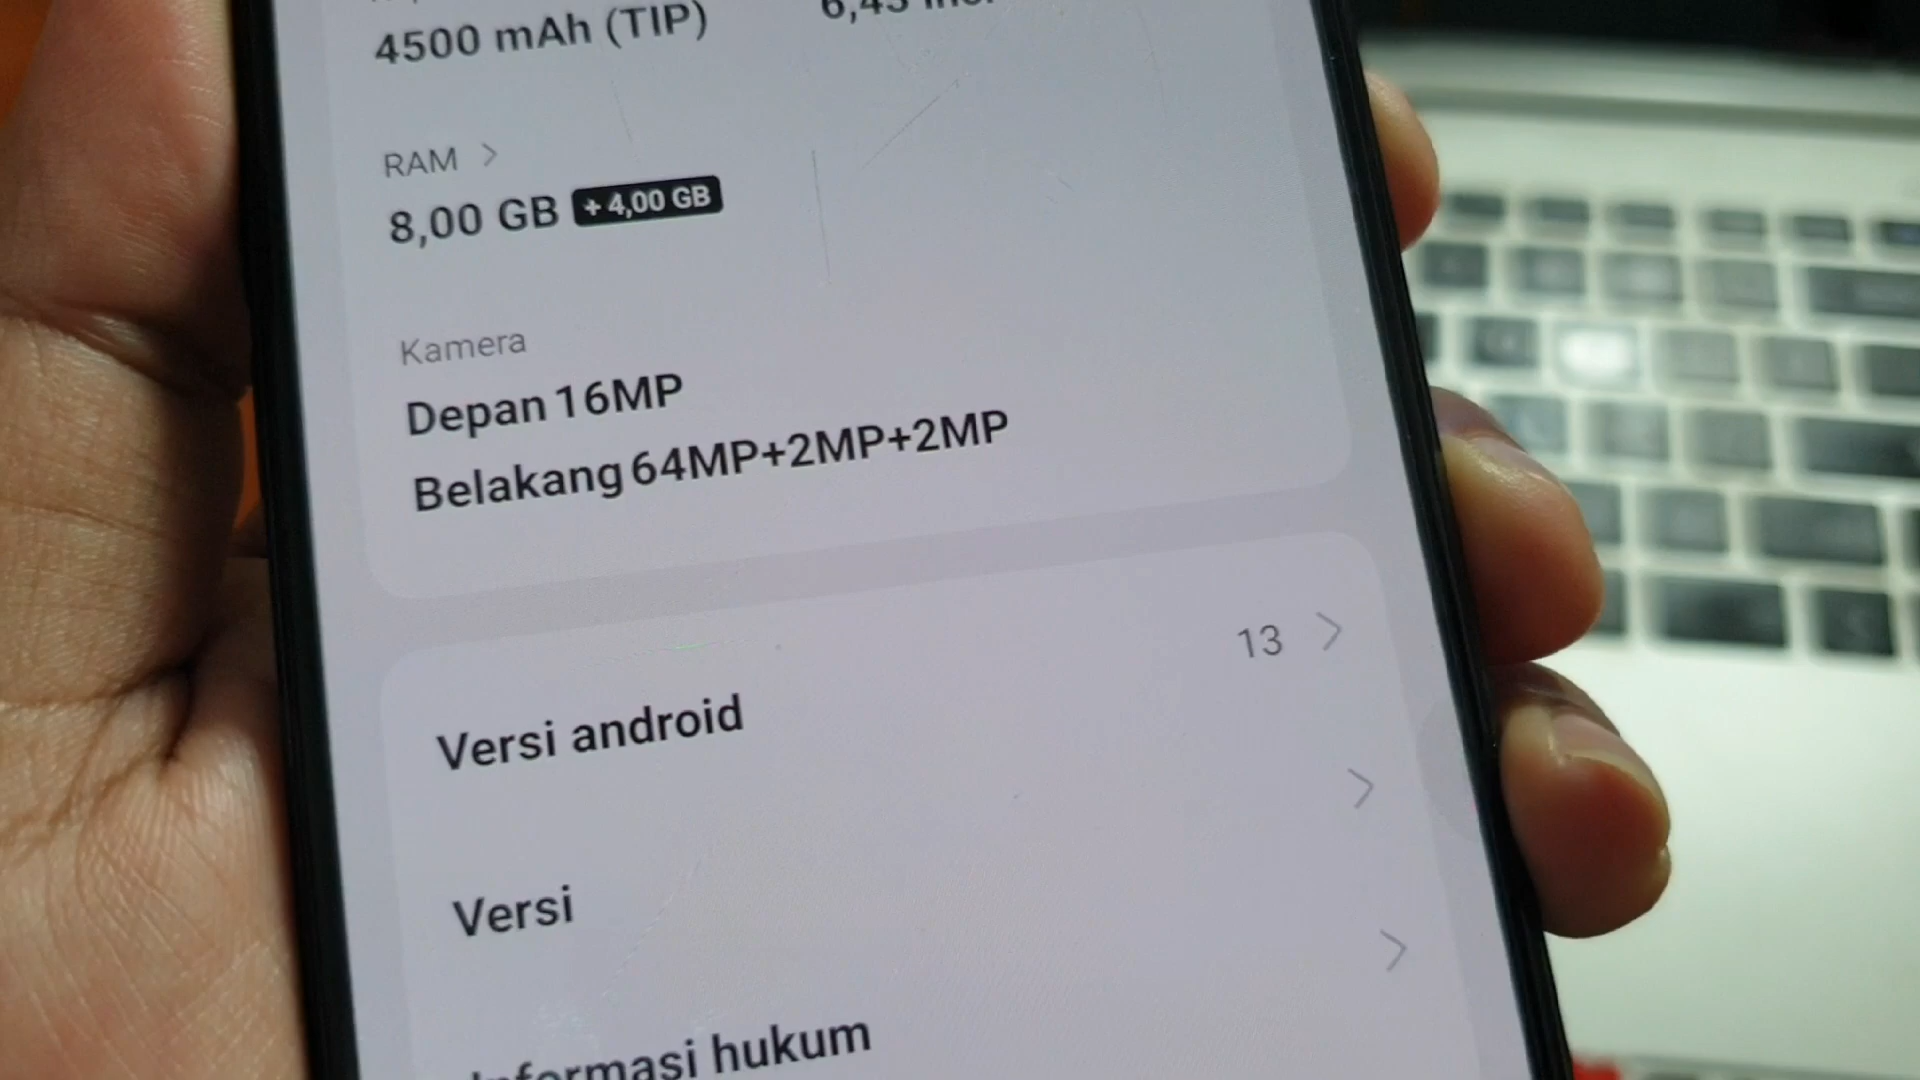 4500 mAh (TIP)
RAM >
8,00 GB + 4,00 GB
Kamera
Depan 16MP
Belakang 64MP+2MP+2MP
Versi android 13 >
Versi >
Informasi hukum >